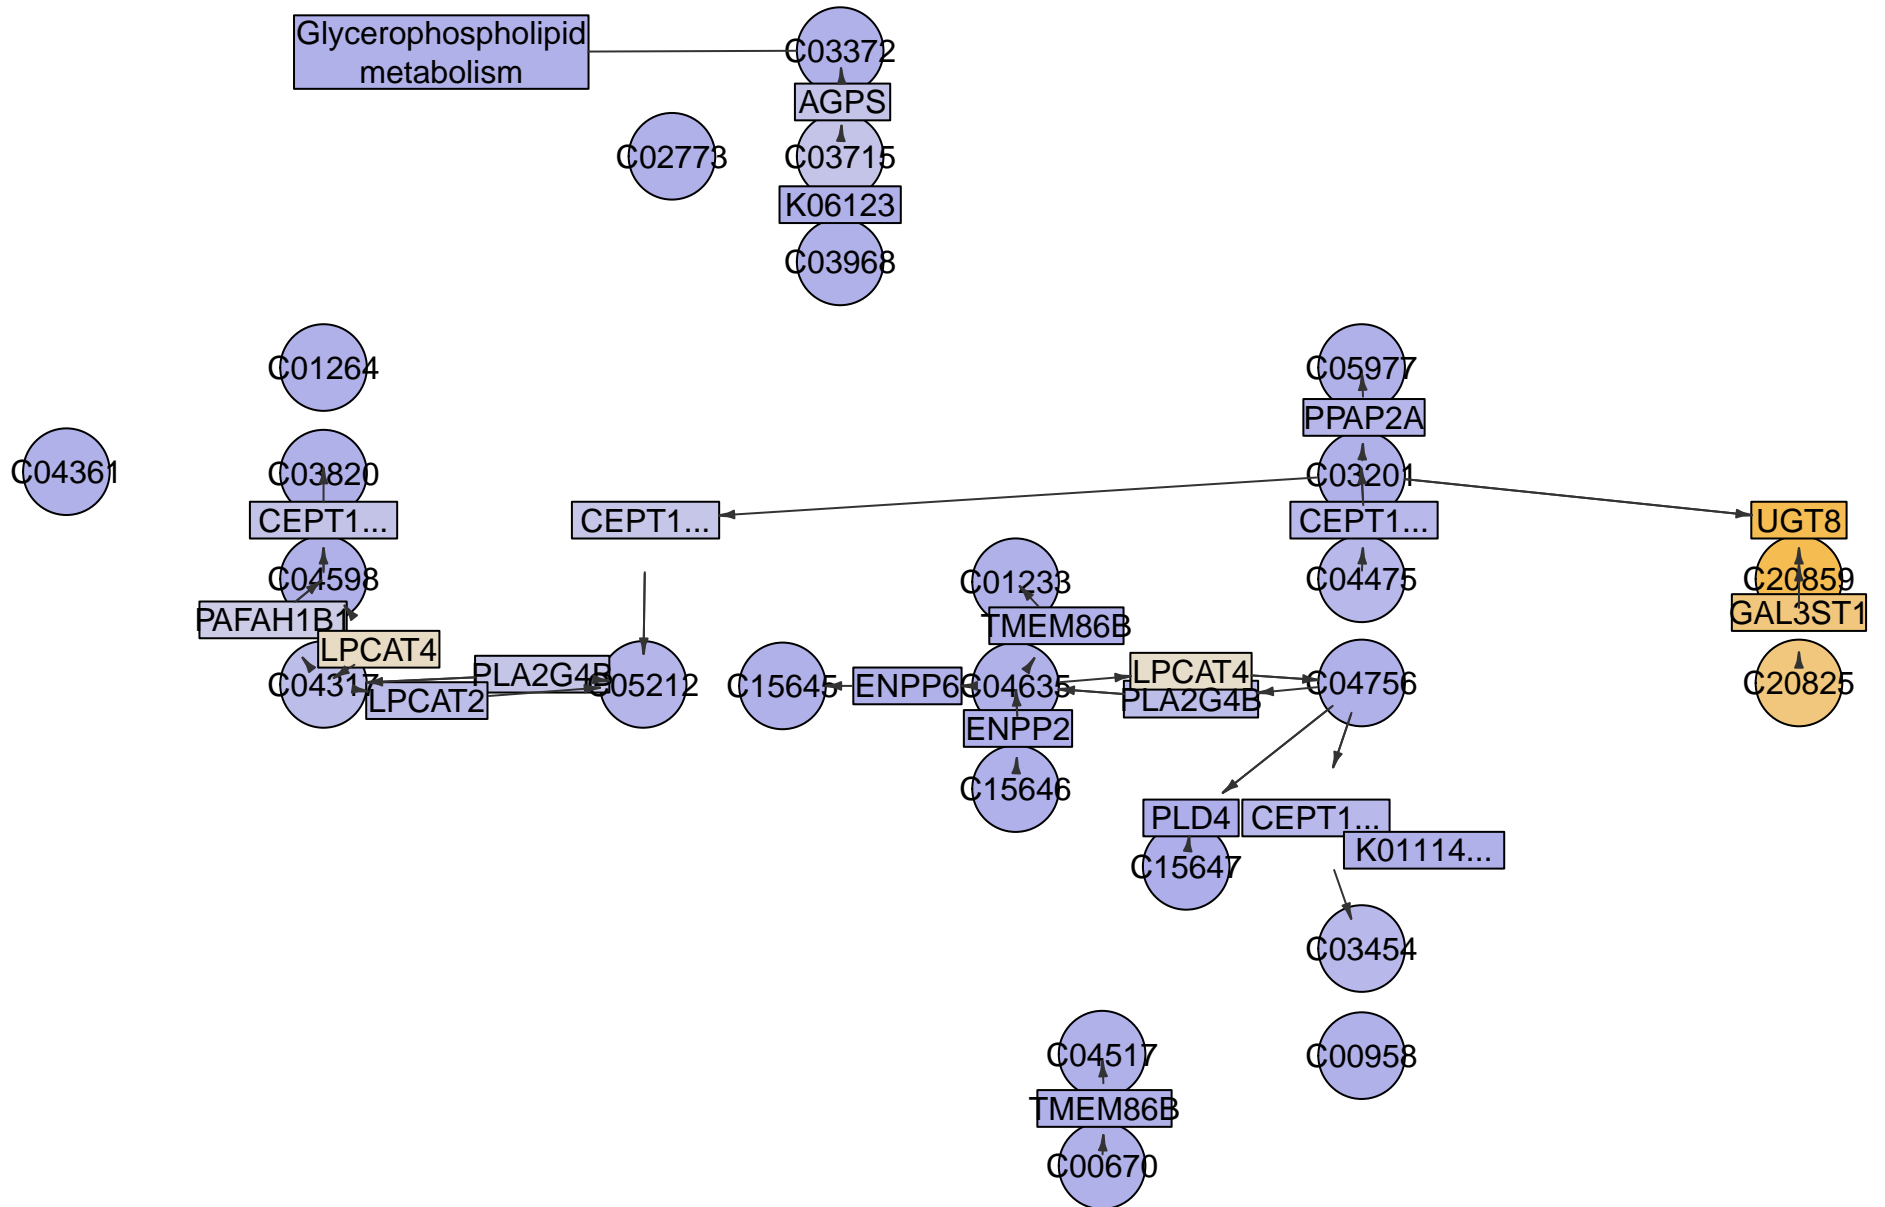 Glycerophospholipid
metabolism
C03372
AGPS
C02773
C03715
K06123
C03968
C01264
C05977
PPAP2A
C04361
C03820
C03201
CEPT1...
CEPT1...
CEPT1...
UGT8
C04598
C01233
C04475
C20859
PAFAH1B1
TMEM86B
GAL3ST1
LPCAT4
PLA2G4B
LPCAT4
C04317
LPCAT2
C05212
C15645
ENPP6
C04635
PLA2G4B
C04756
C20825
ENPP2
C15646
PLD4
CEPT1...
K01114...
C15647
C03454
C04517
C00958
TMEM86B
C00670